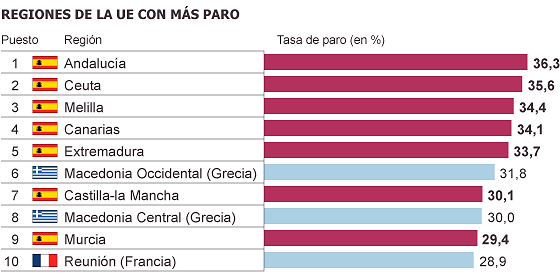 REGIONES DE LA UE CON MÁS PARO
Puesto Región Tasa de paro (en %)
1 Andalucía 36,3
2 Ceuta 35,6
3 Melilla 34,4
4 Canarias 34,1
5 Extremadura 33,7
6 Macedonia Occidental (Grecia) 31,8
7 Castilla-la Mancha 30,1
8 Macedonia Central (Grecia) 30,0
9 Murcia 29,4
10 Reunión (Francia) 28,9